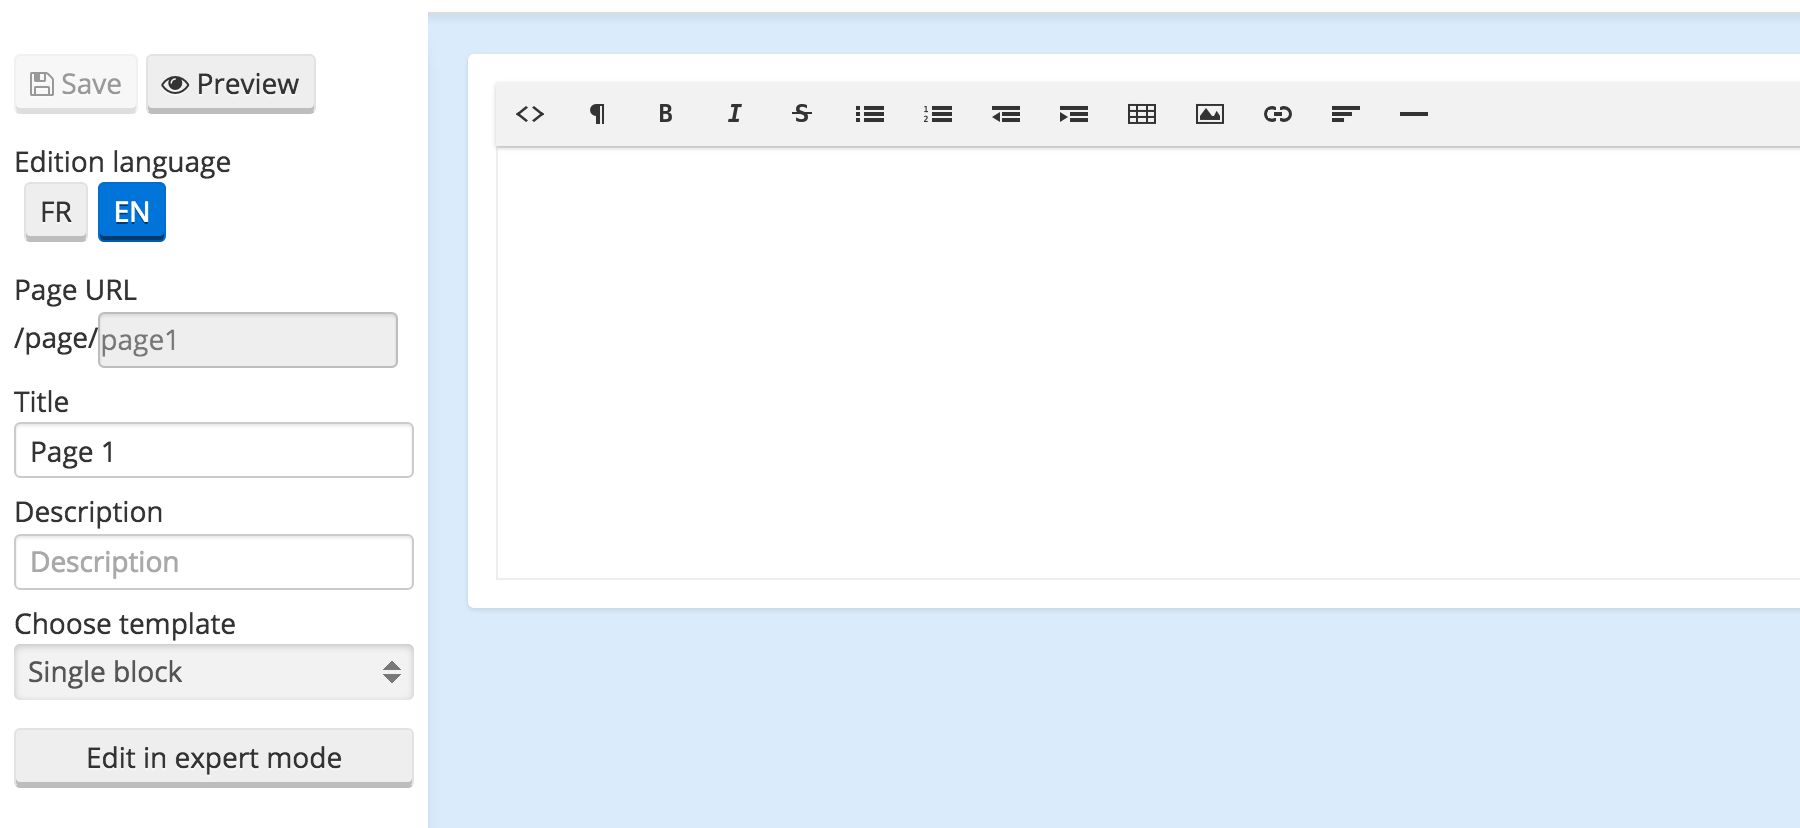 Save Preview
Edition language
FR EN
Page URL
/page/page1
Title
Page 1
Description
Description
Choose template
Single block
Edit in expert mode
<> ¶ B I S